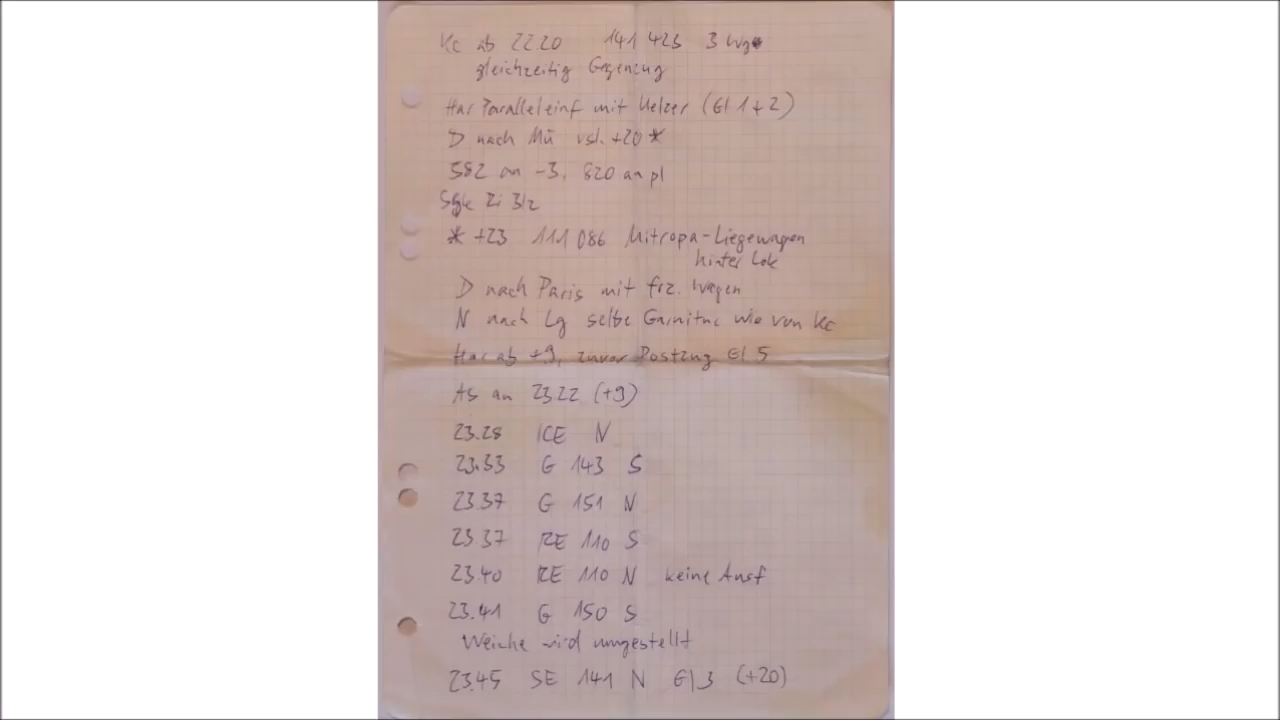 Kc ab 22.20 141 423 3 Wg
gleichzeitig Gegenzug
Har Paralleleinf mit Uelzer (Gl 1+2)
D nach Mü vsl. +20 *
582 an -3, 820 an pl
312
* +23 111 086 Mitropa-Liegewagen
hinter Lok
D nach Paris mit frz. Wagen
N nach Lg selbe Garnitur wie von Kc
Har ab +9, zuvor Postzug Gl 5
As an 23.22 (+9)
23.28 ICE N
23.33 G 143 S
23.37 G 151 N
23.37 RE 110 S
23.40 RE 110 N keine Ausf
23.41 G 150 S
Weiche wird umgestellt
23.45 SE 141 N Gl 3 (+20)